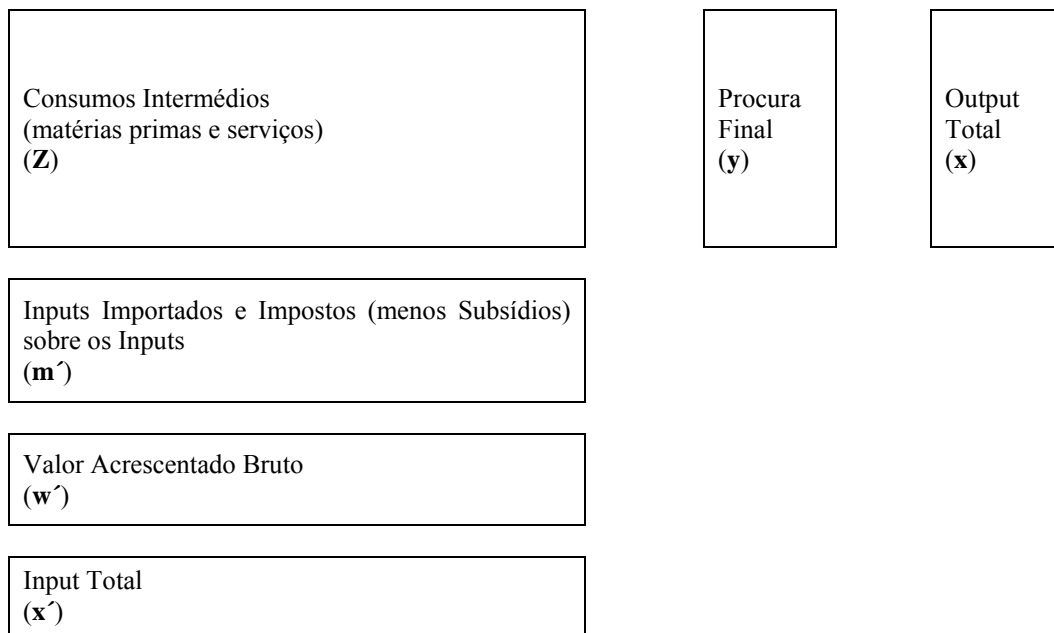 Consumos Intermédios
(matérias primas e serviços)
(Z)
Procura
Final
(y)
Output
Total
(x)
Inputs Importados e Impostos (menos Subsídios)
sobre os Inputs
(m´)
Valor Acrescentado Bruto
(w´)
Input Total
(x´)